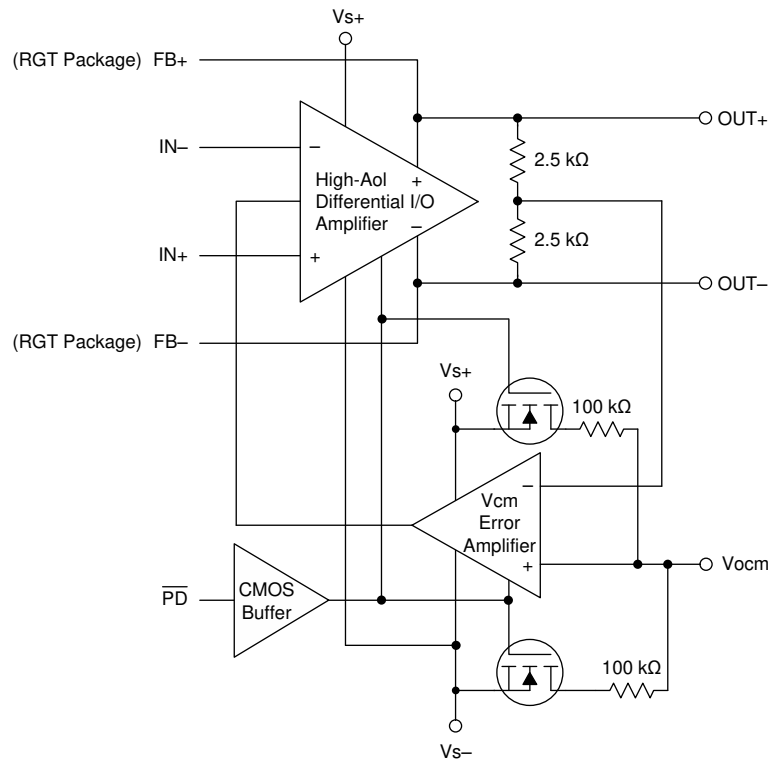 Vs+
(RGT Package) FB+
OUT+
IN–
–
2.5 kΩ
High-Aol
+
Differential I/O
Amplifier
–
2.5 kΩ
IN+
+
OUT–
(RGT Package) FB–
Vs+
100 kΩ
–
Vcm
Error
Amplifier
+
Vocm
PD
CMOS
Buffer
100 kΩ
Vs–